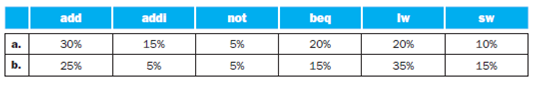 add addi not beq lw sw
a. 30% 15% 5% 20% 20% 10%
b. 25% 5% 5% 15% 35% 15%